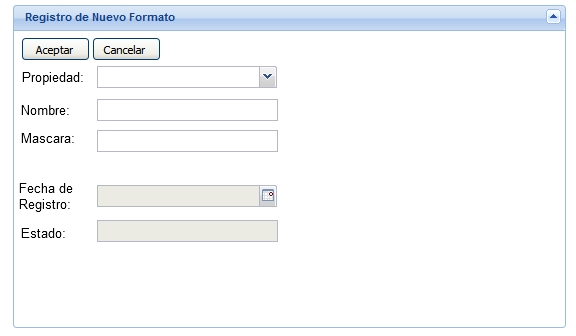 Registro de Nuevo Formato
Aceptar Cancelar
Propiedad:
Nombre:
Mascara:
Fecha de
Registro:
Estado: